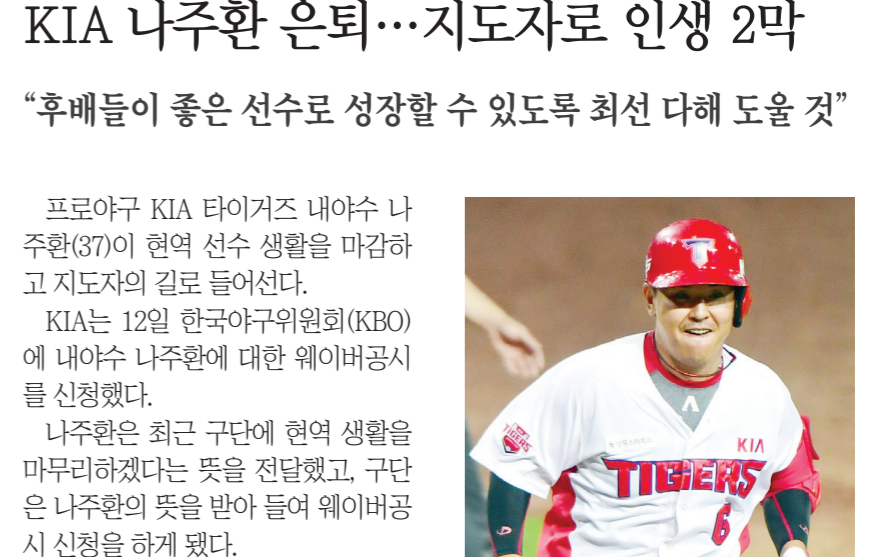 KIA 나주환 은퇴…지도자로 인생 2막
“후배들이 좋은 선수로 성장할 수 있도록 최선 다해 도울 것”
프로야구 KIA 타이거즈 내야수 나
주환(37)이 현역 선수 생활을 마감하
고 지도자의 길로 들어선다.
KIA는 12일 한국야구위원회(KBO)
에 내야수 나주환에 대한 웨이버공시
를 신청했다.
나주환은 최근 구단에 현역 생활을
마무리하겠다는 뜻을 전달했고, 구단
은 나주환의 뜻을 받아 들여 웨이버공
시 신청을 하게 됐다.
T
TIGERS
KIA
TIGERS
6